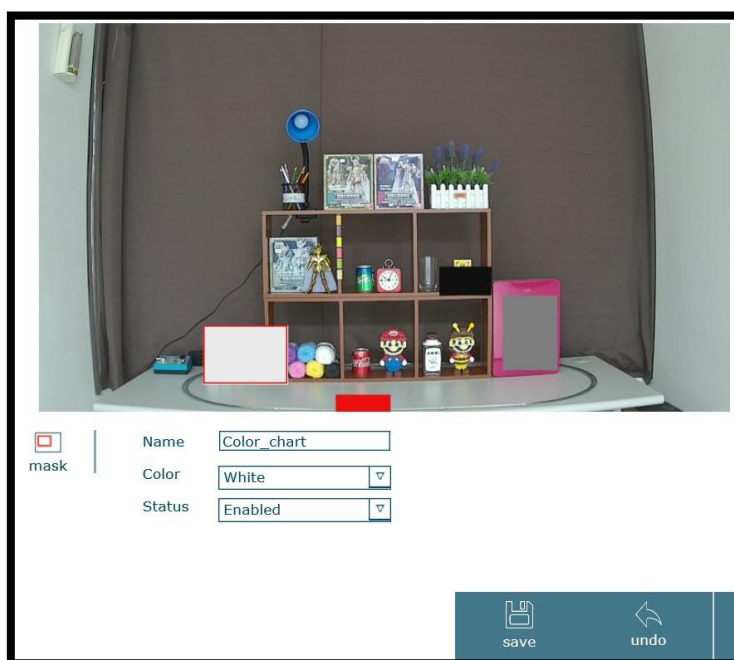 mask
Name Color_chart
Color White
Status Enabled
save undo